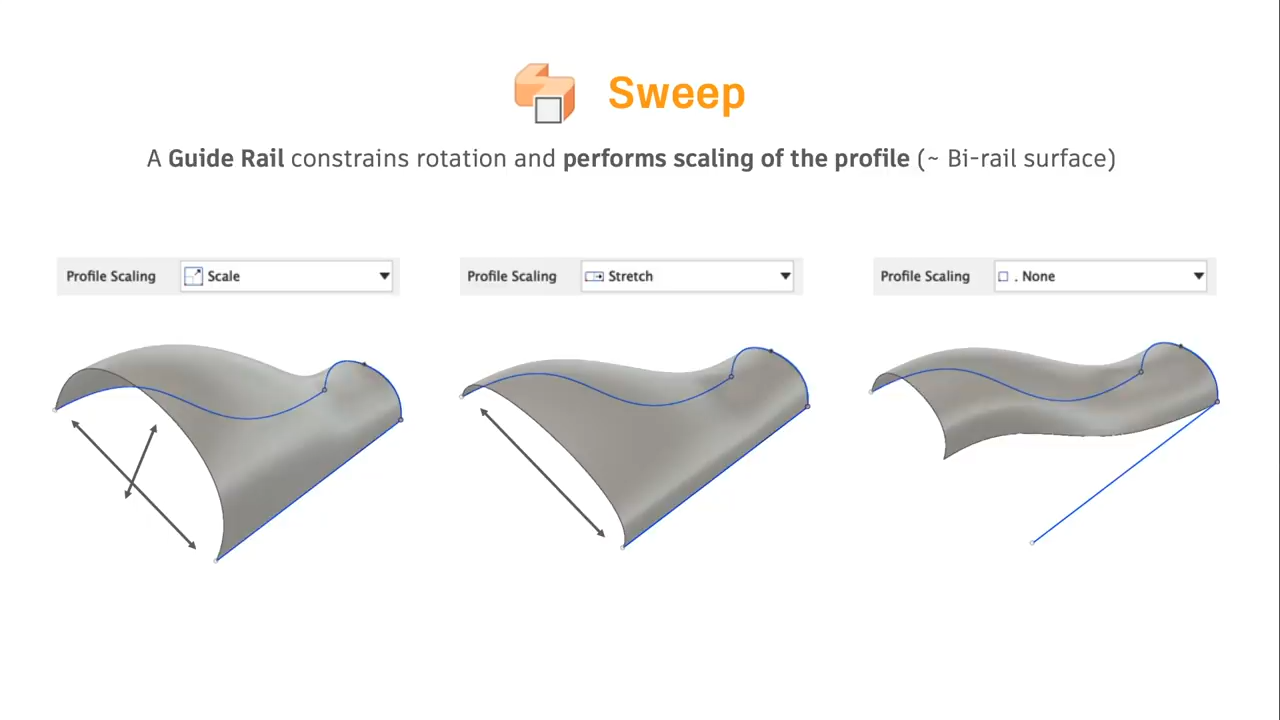 Sweep
A Guide Rail constrains rotation and performs scaling of the profile (~ Bi-rail surface)
Profile Scaling Scale
Profile Scaling Stretch
Profile Scaling . None